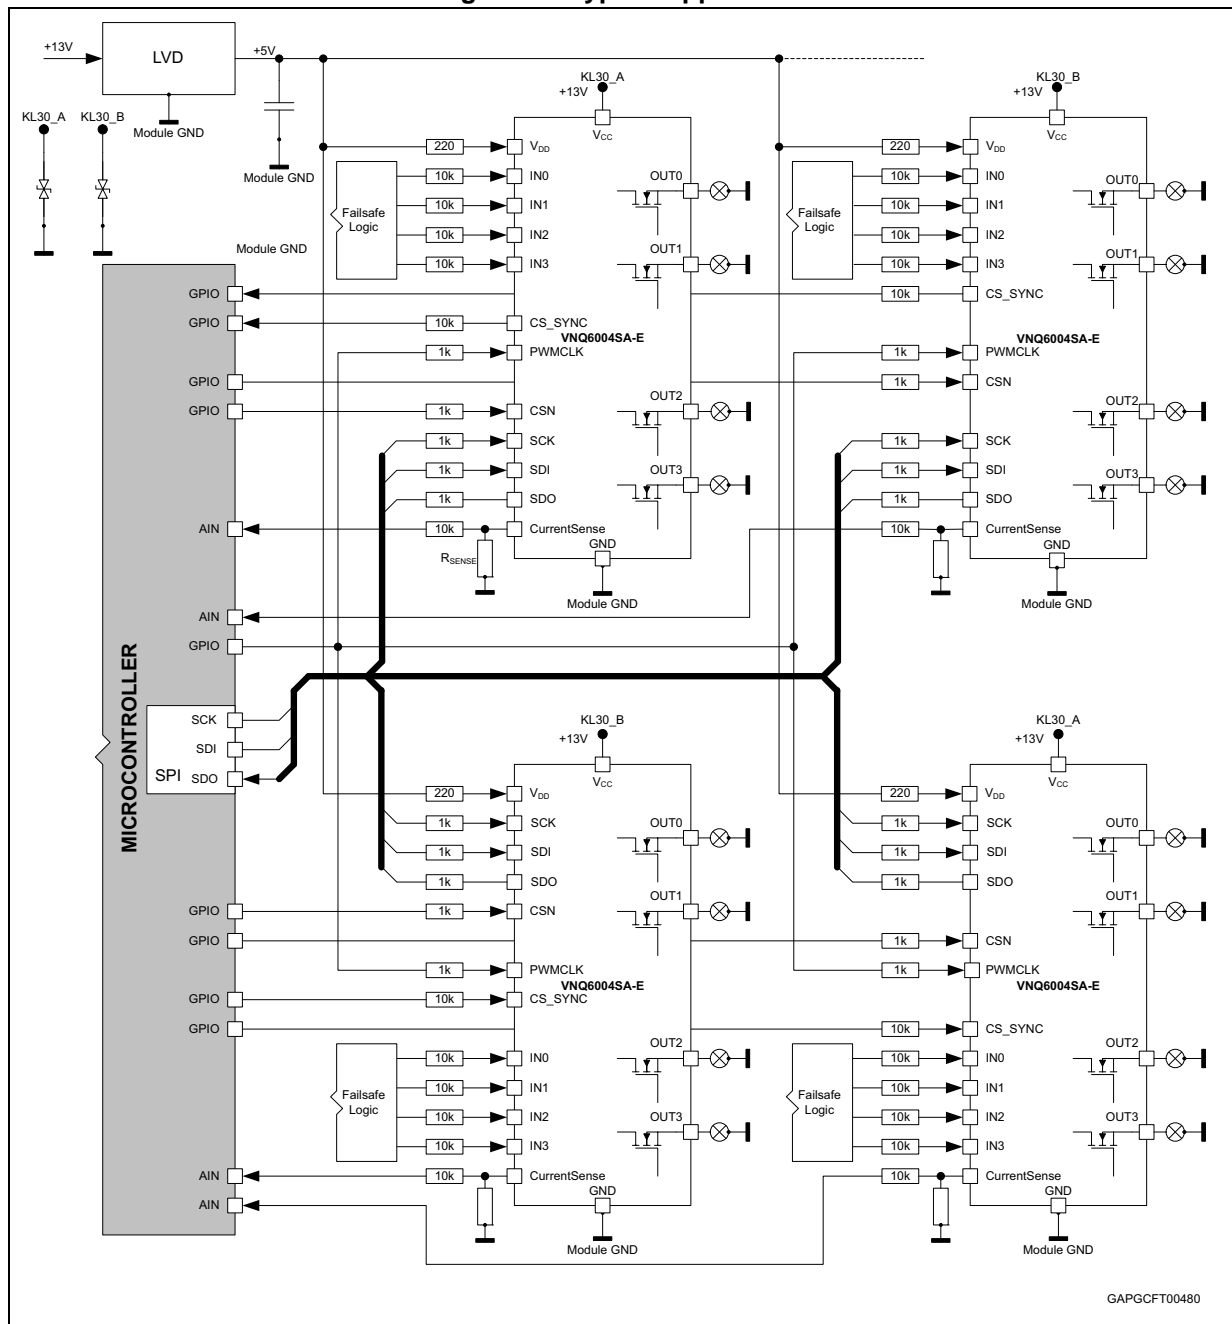 +13V
LVD
+5V
KL30_A
KL30_B
Module GND
Module GND
Module GND
KL30_A
+13V
VCC
220
VDD
10k
IN0
10k
IN1
10k
IN2
10k
IN3
Failsafe
Logic
OUT0
OUT1
10k
CS_SYNC
VNQ6004SA-E
1k
PWMCLK
1k
CSN
1k
SCK
1k
SDI
1k
SDO
10k
CurrentSense
OUT2
OUT3
RSENSE
GND
Module GND
KL30_B
+13V
VCC
220
VDD
10k
IN0
10k
IN1
10k
IN2
10k
IN3
Failsafe
Logic
OUT0
OUT1
10k
CS_SYNC
VNQ6004SA-E
1k
PWMCLK
1k
CSN
1k
SCK
1k
SDI
1k
SDO
10k
CurrentSense
OUT2
OUT3
GND
Module GND
GPIO
GPIO
GPIO
GPIO
AIN
AIN
GPIO
MICROCONTROLLER
SCK
SDI
SPI SDO
GPIO
GPIO
GPIO
GPIO
AIN
AIN
KL30_B
+13V
VCC
220
VDD
1k
SCK
1k
SDI
1k
SDO
1k
CSN
OUT0
OUT1
1k
PWMCLK
VNQ6004SA-E
10k
CS_SYNC
Failsafe
Logic
10k
IN0
10k
IN1
10k
IN2
10k
IN3
OUT2
OUT3
10k
CurrentSense
GND
Module GND
KL30_A
+13V
VCC
220
VDD
1k
SCK
1k
SDI
1k
SDO
OUT0
OUT1
1k
CSN
1k
PWMCLK
VNQ6004SA-E
10k
CS_SYNC
Failsafe
Logic
10k
IN0
10k
IN1
10k
IN2
10k
IN3
OUT2
OUT3
10k
CurrentSense
GND
Module GND
GAPGCFT00480